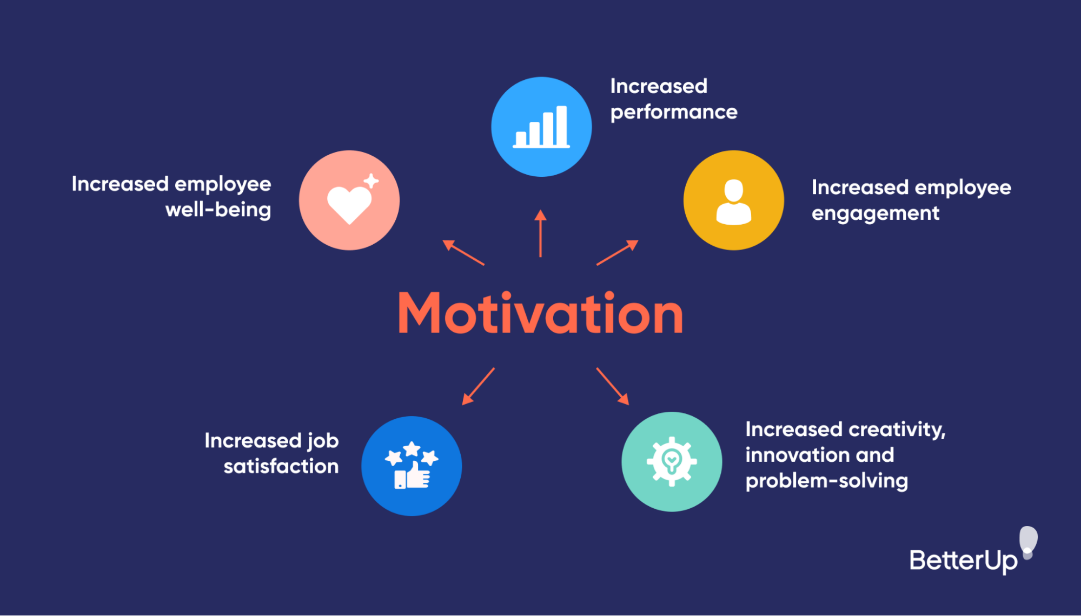 Increased
performance
Increased employee
well-being
Increased employee
engagement
Motivation
Increased job
satisfaction
Increased creativity,
innovation and
problem-solving
BetterUp